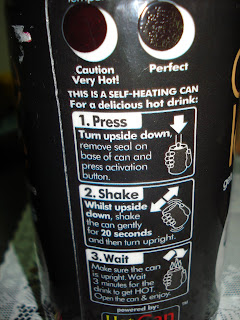 Caution
Very Hot!
Perfect
THIS IS A SELF-HEATING CAN
For a delicious hot drink:
1. Press
Turn upside down,
remove seal on
base of can and
press activation
button.
2. Shake
Whilst upside
down, shake
the can gently
for 20 seconds
and then turn upright.
3. Wait
Make sure the can
is upright. Wait
3 minutes for the
drink to get HOT.
Open the can & enjoy.
powered by:
TM